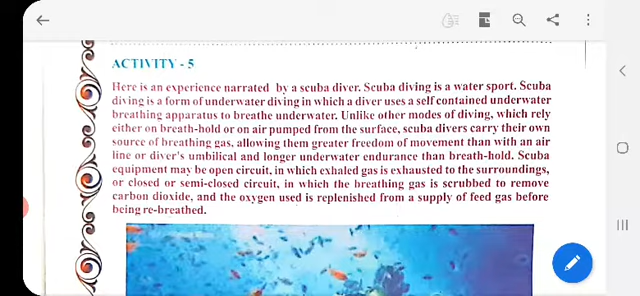 ACTIVITY - 5
Here is an experience narrated by a scuba diver. Scuba diving is a water sport. Scuba
diving is a form of underwater diving in which a diver uses a self contained underwater
breathing apparatus to breathe underwater. Unlike other modes of diving, which rely
either on breath-hold or on air pumped from the surface, scuba divers carry their own
source of breathing gas, allowing them greater freedom of movement than with an air
line or diver's umbilical and longer underwater endurance than breath-hold. Scuba
equipment may be open circuit, in which exhaled gas is exhausted to the surroundings,
or closed or semi-closed circuit, in which the breathing gas is scrubbed to remove
carbon dioxide, and the oxygen used is replenished from a supply of feed gas before
being re-breathed.